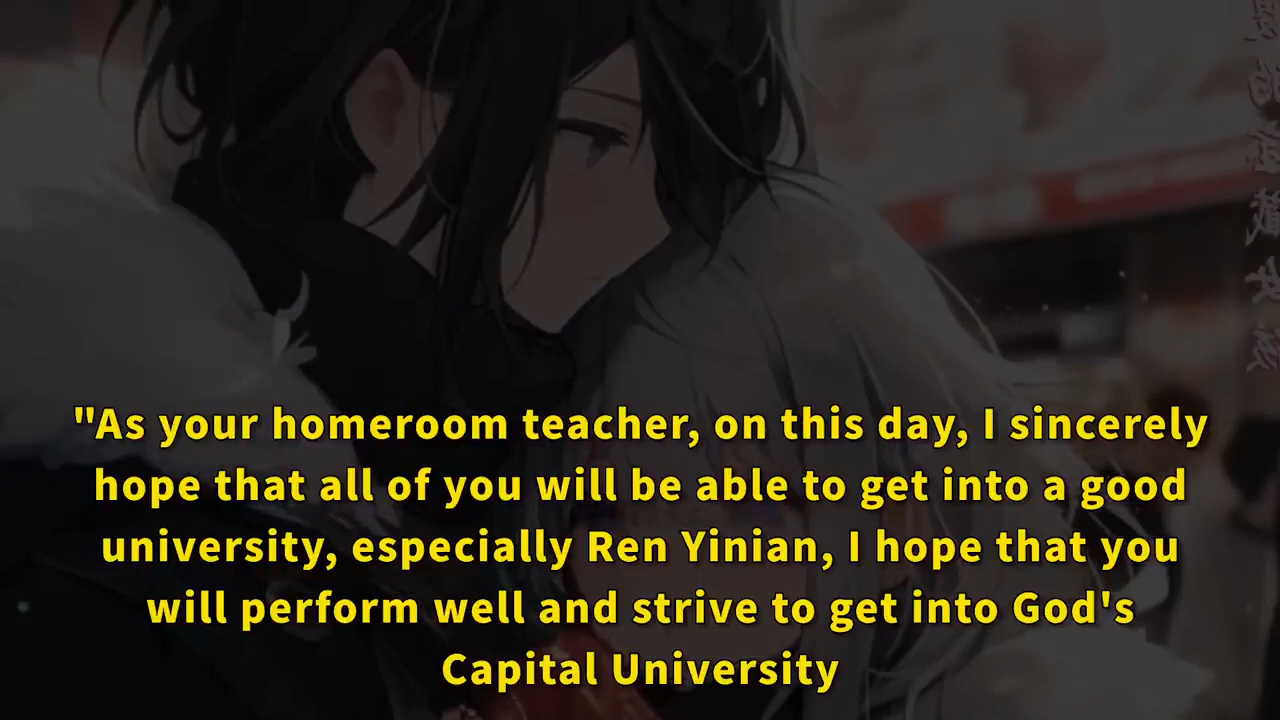 "As your homeroom teacher, on this day, I sincerely
hope that all of you will be able to get into a good
university, especially Ren Yinian, I hope that you
will perform well and strive to get into God's
Capital University